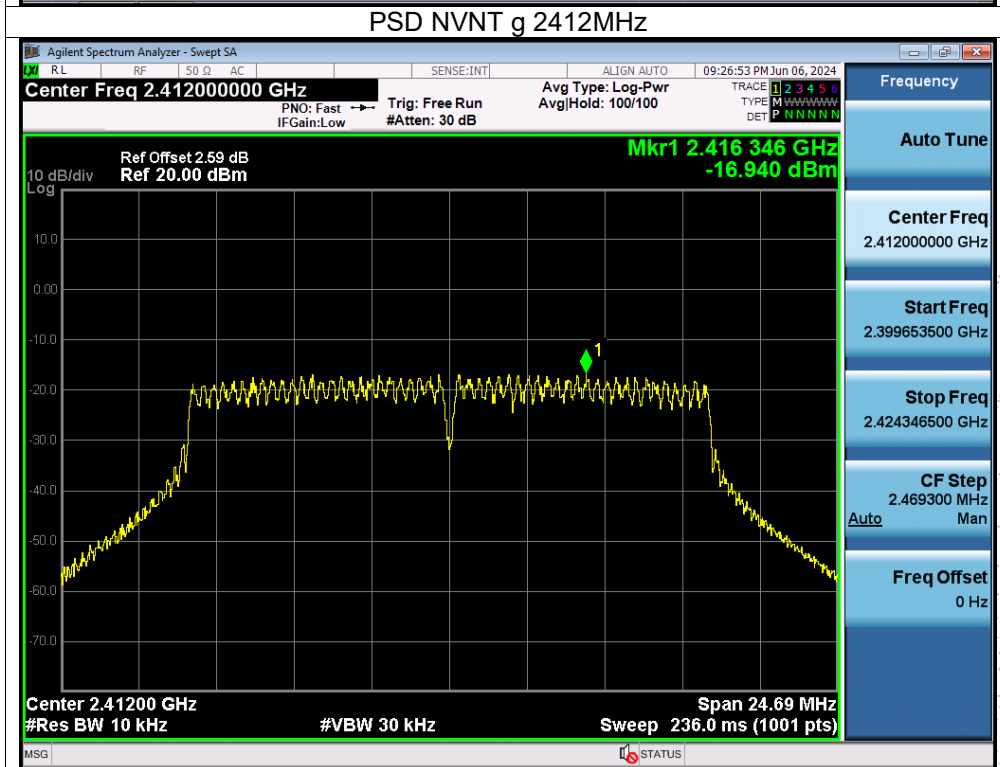 PSD NVNT g 2412MHz
Agilent Spectrum Analyzer - Swept SA
LXI RL RF 50 Ω AC SENSE:INT ALIGN AUTO 09:26:53 PM Jun 06, 2024
Center Freq 2.412000000 GHz
PNO: Fast
IFGain:Low
Trig: Free Run
#Atten: 30 dB
Avg Type: Log-Pwr
Avg|Hold: 100/100
TRACE 1 2 3 4 5 6
TYPE M WWWWW
DET P N N N N N
Mkr1 2.416 346 GHz
-16.940 dBm
Ref Offset 2.59 dB
10 dB/div Ref 20.00 dBm
Log
10.0
0.00
-10.0
-20.0
-30.0
-40.0
-50.0
-60.0
-70.0
1
Center 2.41200 GHz Span 24.69 MHz
#Res BW 10 kHz #VBW 30 kHz Sweep 236.0 ms (1001 pts)
MSG STATUS
Frequency
Auto Tune
Center Freq
2.412000000 GHz
Start Freq
2.399653500 GHz
Stop Freq
2.424346500 GHz
CF Step
2.469300 MHz
Auto Man
Freq Offset
0 Hz